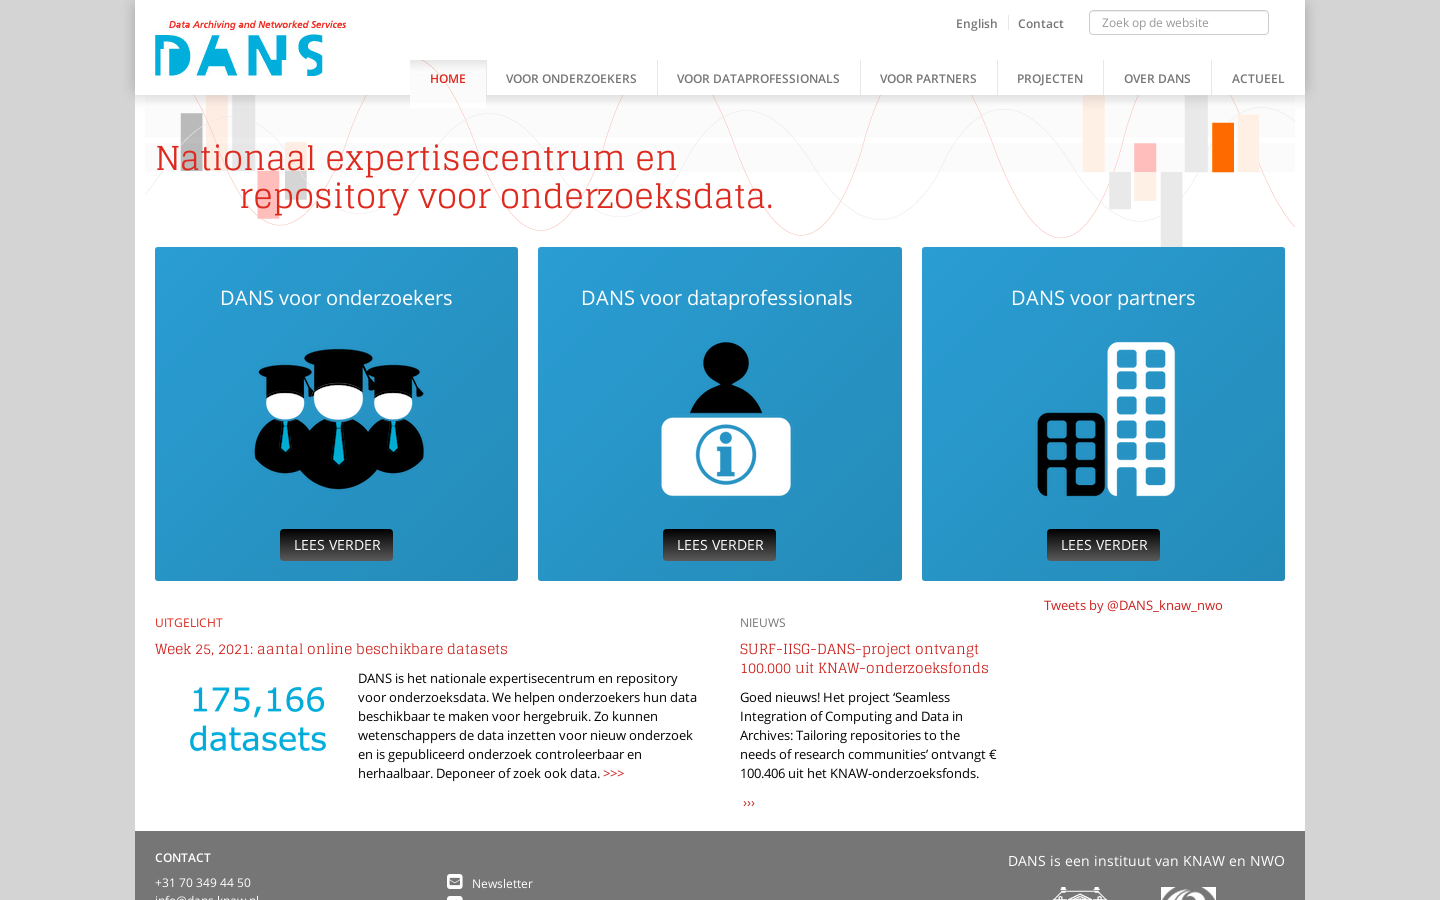 Data Archiving and Networked Services
DANS
English
Contact
Zoek op de website
HOME
VOOR ONDERZOEKERS
VOOR DATAPROFESSIONALS
VOOR PARTNERS
PROJECTEN
OVER DANS
ACTUEEL
Nationaal expertisecentrum en
repository voor onderzoeksdata.
DANS voor onderzoekers
LEES VERDER
DANS voor dataprofessionals
LEES VERDER
DANS voor partners
LEES VERDER
UITGELICHT
Week 25, 2021: aantal online beschikbare datasets
175,166
datasets
DANS is het nationale expertisecentrum en repository
voor onderzoeksdata. We helpen onderzoekers hun data
beschikbaar te maken voor hergebruik. Zo kunnen
wetenschappers de data inzetten voor nieuw onderzoek
en is gepubliceerd onderzoek controleerbaar en
herhaalbaar. Deponeer of zoek ook data. >>>
NIEUWS
SURF-IISG-DANS-project ontvangt
100.000 uit KNAW-onderzoeksfonds
Goed nieuws! Het project ‘Seamless
Integration of Computing and Data in
Archives: Tailoring repositories to the
needs of research communities’ ontvangt €
100.406 uit het KNAW-onderzoeksfonds.
›››
Tweets by @DANS_knaw_nwo
CONTACT
+31 70 349 44 50
info@dans.knaw.nl
Newsletter
DANS is een instituut van KNAW en NWO